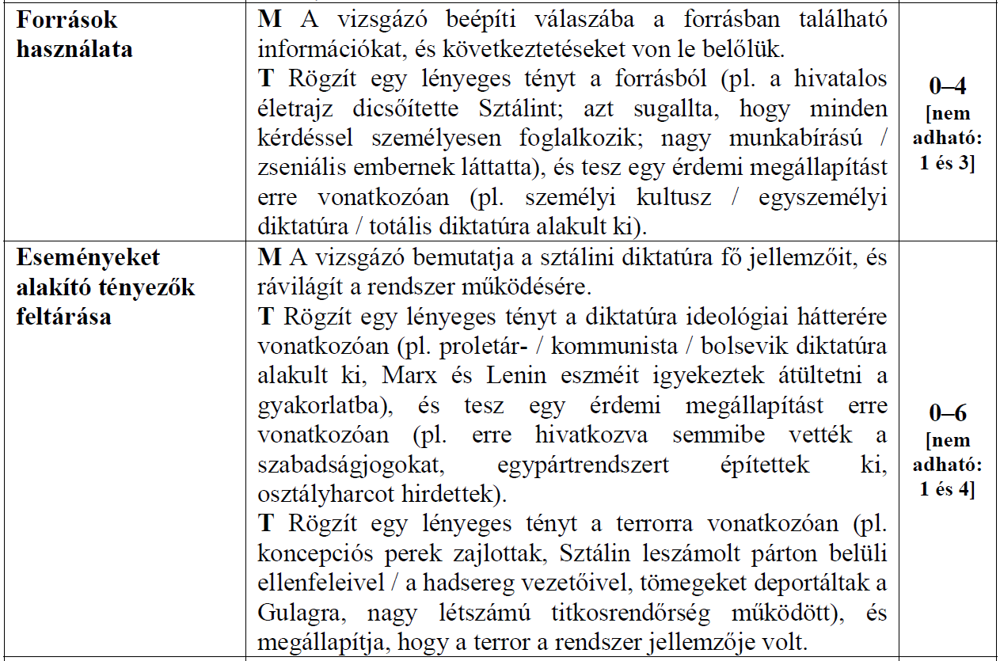 Források
használata
M A vizsgázó beépíti válaszába a forrásban található
információkat, és következtetéseket von le belőlük.
T Rögzít egy lényeges tényt a forrásból (pl. a hivatalos
életrajz dicsőítette Sztálint; azt sugallta, hogy minden
kérdéssel személyesen foglalkozik; nagy munkabírású /
zseniális embernek láttatta), és tesz egy érdemi megállapítást
erre vonatkozóan (pl. személyi kultusz / egyszemélyi
diktatúra / totális diktatúra alakult ki).
0–4
[nem
adható:
1 és 3]
Eseményeket
alakító tényezők
feltárása
M A vizsgázó bemutatja a sztálini diktatúra fő jellemzőit, és
rávilágít a rendszer működésére.
T Rögzít egy lényeges tényt a diktatúra ideológiai hátterére
vonatkozóan (pl. proletár- / kommunista / bolsevik diktatúra
alakult ki, Marx és Lenin eszméit igyekeztek átültetni a
gyakorlatba), és tesz egy érdemi megállapítást erre
vonatkozóan (pl. erre hivatkozva semmibe vették a
szabadságjogokat, egypártrendszert építettek ki,
osztályharcot hirdettek).
T Rögzít egy lényeges tényt a terrorra vonatkozóan (pl.
koncepciós perek zajlottak, Sztálin leszámolt párton belüli
ellenfeleivel / a hadsereg vezetőivel, tömegeket deportáltak a
Gulagra, nagy létszámú titkosrendőrség működött), és
megállapítja, hogy a terror a rendszer jellemzője volt.
0–6
[nem
adható:
1 és 4]